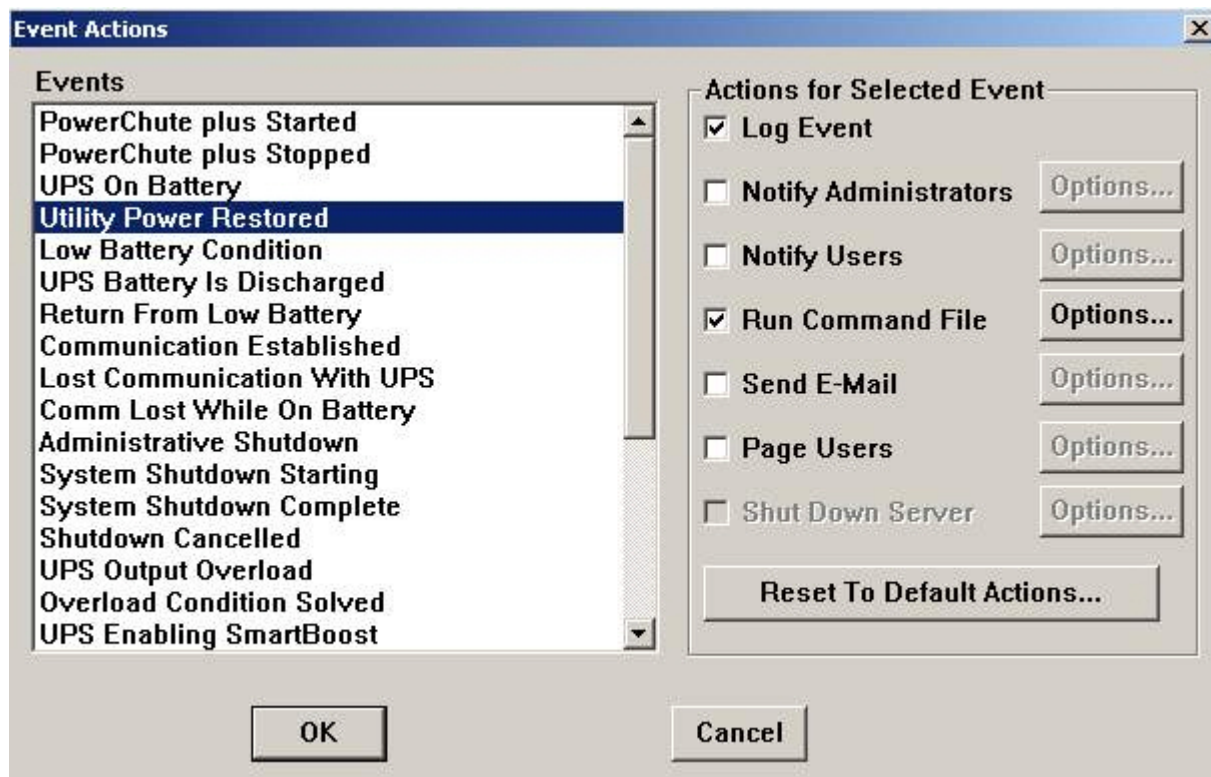 Event Actions
Events
PowerChute plus Started
PowerChute plus Stopped
UPS On Battery
Utility Power Restored
Low Battery Condition
UPS Battery Is Discharged
Return From Low Battery
Communication Established
Lost Communication With UPS
Comm Lost While On Battery
Administrative Shutdown
System Shutdown Starting
System Shutdown Complete
Shutdown Cancelled
UPS Output Overload
Overload Condition Solved
UPS Enabling SmartBoost
Actions for Selected Event
Log Event
Notify Administrators Options...
Notify Users Options...
Run Command File Options...
Send E-Mail Options...
Page Users Options...
Shut Down Server Options...
Reset To Default Actions...
OK Cancel